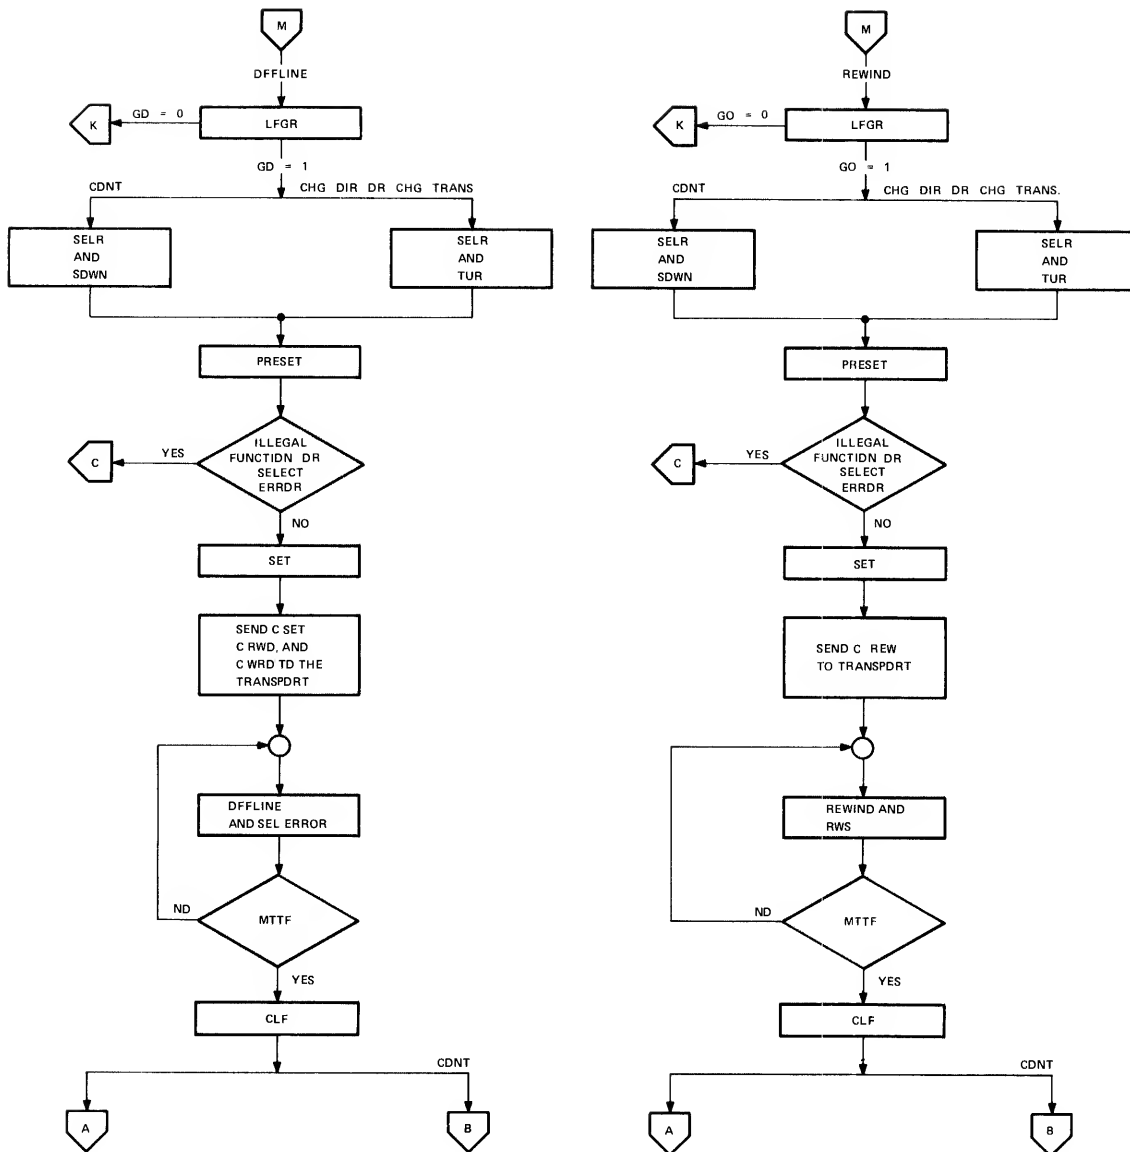 M
DFFLINE
K
GD = 0
LFGR
GD = 1
CDNT
CHG DIR DR CHG TRANS
SELR
AND
SDWN
SELR
AND
TUR
PRESET
C
YES
ILLEGAL
FUNCTION DR
SELECT
ERRDR
NO
SET
SEND C SET
C RWD, AND
C WRD TD THE
TRANSPDRT
DFFLINE
AND SEL ERROR
ND
MTTF
YES
CLF
CDNT
A
B
M
REWIND
K
GO = 0
LFGR
GO = 1
CDNT
CHG DIR DR CHG TRANS.
SELR
AND
SDWN
SELR
AND
TUR
PRESET
C
YES
ILLEGAL
FUNCTION DR
SELECT
ERRDR
NO
SET
SEND C REW
TO TRANSPDRT
REWIND AND
RWS
ND
MTTF
YES
CLF
CDNT
A
B